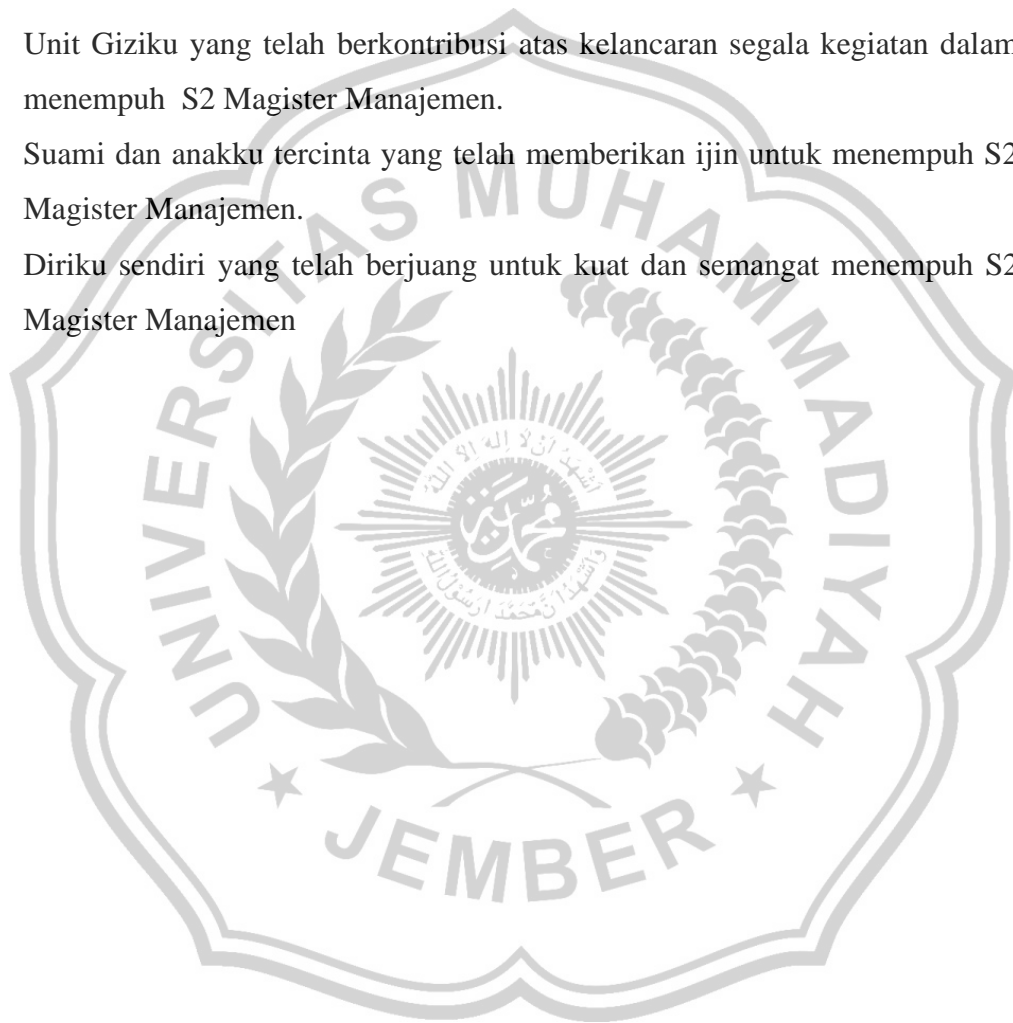 Unit Giziku yang telah berkontribusi atas kelancaran segala kegiatan dalam
menempuh  S2 Magister Manajemen.
Suami dan anakku tercinta yang telah memberikan ijin untuk menempuh S2
Magister Manajemen.
Diriku sendiri yang telah berjuang untuk kuat dan semangat menempuh S2
Magister Manajemen
UNIVERSITAS MUHAMMADIYAH
JEMBER